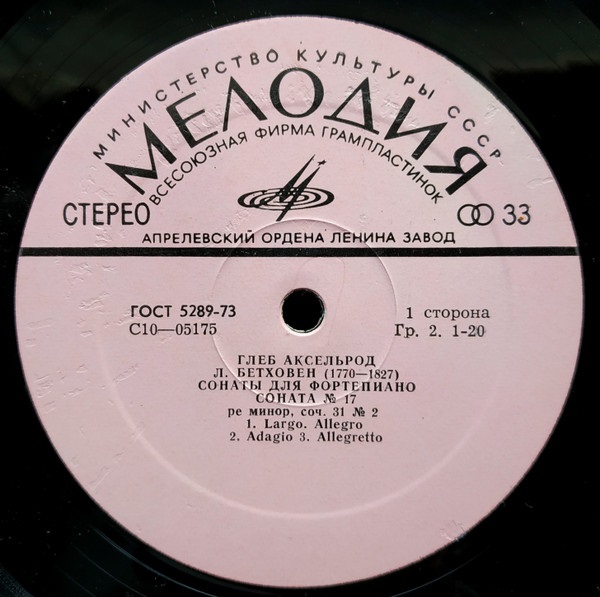 МИНИСТЕРСТВО КУЛЬТУРЫ СССР
МЕЛОДИЯ
ВСЕСОЮЗНАЯ ФИРМА ГРАМПЛАСТИНОК
СТЕРЕО
33
АПРЕЛЕВСКИЙ ОРДЕНА ЛЕНИНА ЗАВОД
ГОСТ 5289-73
1 сторона
С10—05175
Гр. 2. 1-20
ГЛЕБ АКСЕЛЬРОД
Л. БЕТХОВЕН (1770—1827)
СОНАТЫ ДЛЯ ФОРТЕПИАНО
СОНАТА № 17
ре минор, соч. 31 № 2
1. Largo. Allegro
2. Adagio 3. Allegretto